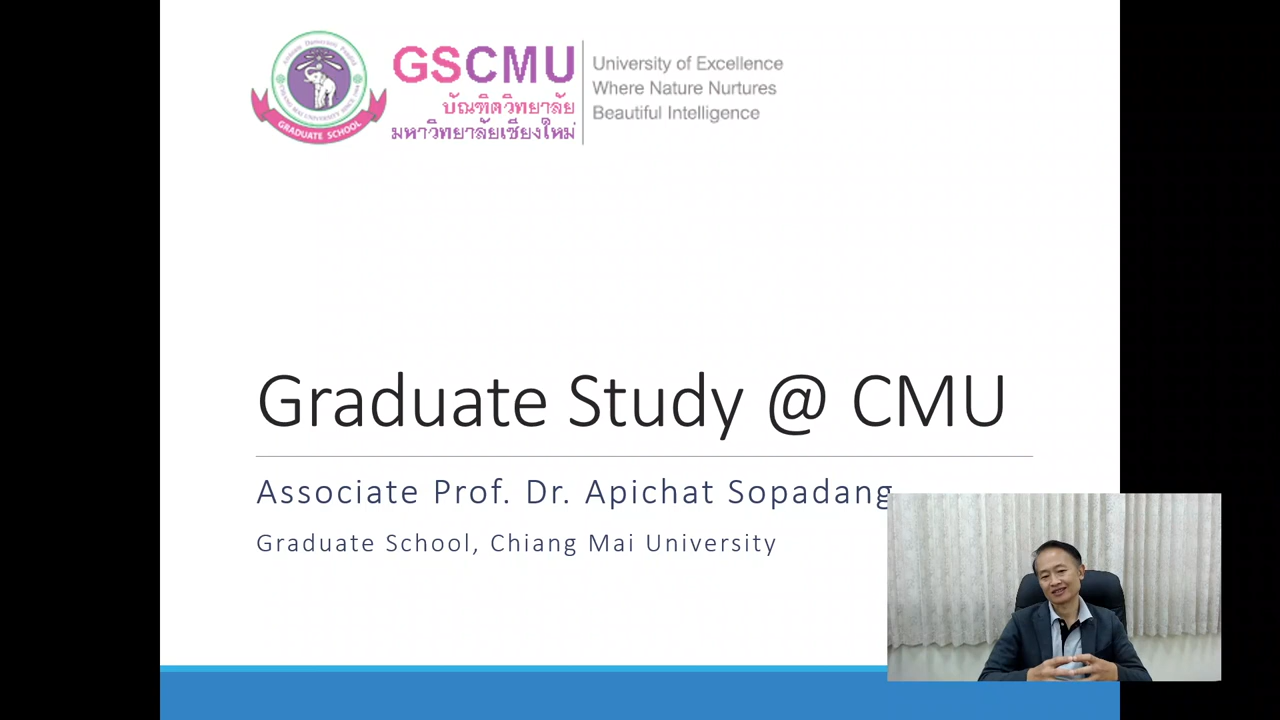 GSCMU
บัณฑิตวิทยาลัย
มหาวิทยาลัยเชียงใหม่
University of Excellence
Where Nature Nurtures
Beautiful Intelligence
GRADUATE SCHOOL
Graduate Study @ CMU
Associate Prof. Dr. Apichat Sopadang
Graduate School, Chiang Mai University